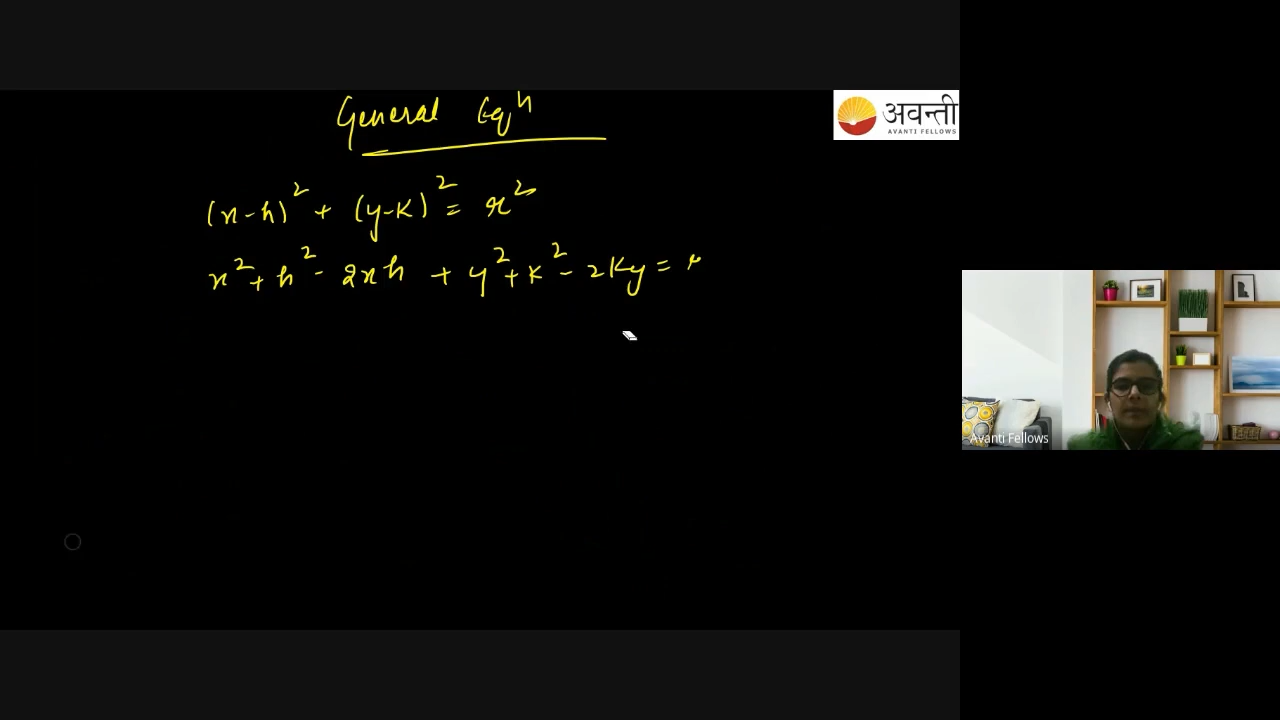 General Eqn
अवन्ती
AVANTI FELLOWS
(x-h)² + (y-k)² = r²
x² + h² - 2xh + y² + k² - 2ky = r
Avanti Fellows